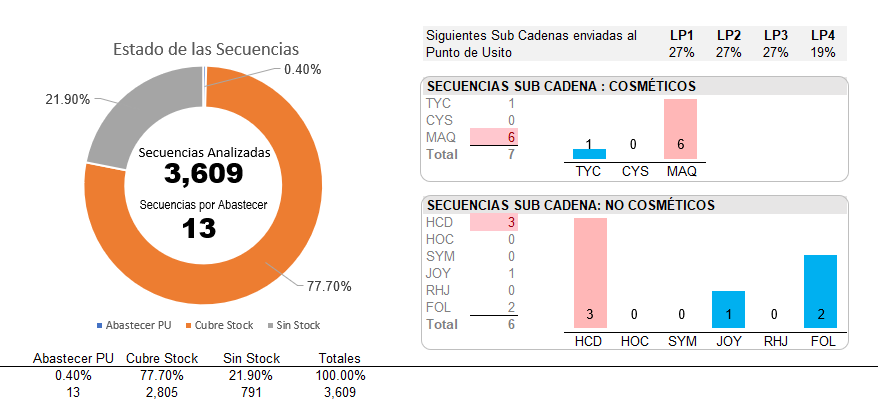 Estado de las Secuencias
0.40%
21.90%
Secuencias Analizadas
3,609
Secuencias por Abastecer
13
77.70%
Abastecer PU Cubre Stock Sin Stock
Abastecer PU Cubre Stock Sin Stock Totales
0.40% 77.70% 21.90% 100.00%
13 2,805 791 3,609
Siguientes Sub Cadenas enviadas al LP1 LP2 LP3 LP4
Punto de Usito 27% 27% 27% 19%
SECUENCIAS SUB CADENA : COSMÉTICOS
TYC 1
CYS 0
MAQ 6
Total 7
1 0 6
TYC CYS MAQ
SECUENCIAS SUB CADENA: NO COSMÉTICOS
HCD 3
HOC 0
SYM 0
JOY 1
RHJ 0
FOL 2
Total 6
3 0 0 1 0 2
HCD HOC SYM JOY RHJ FOL